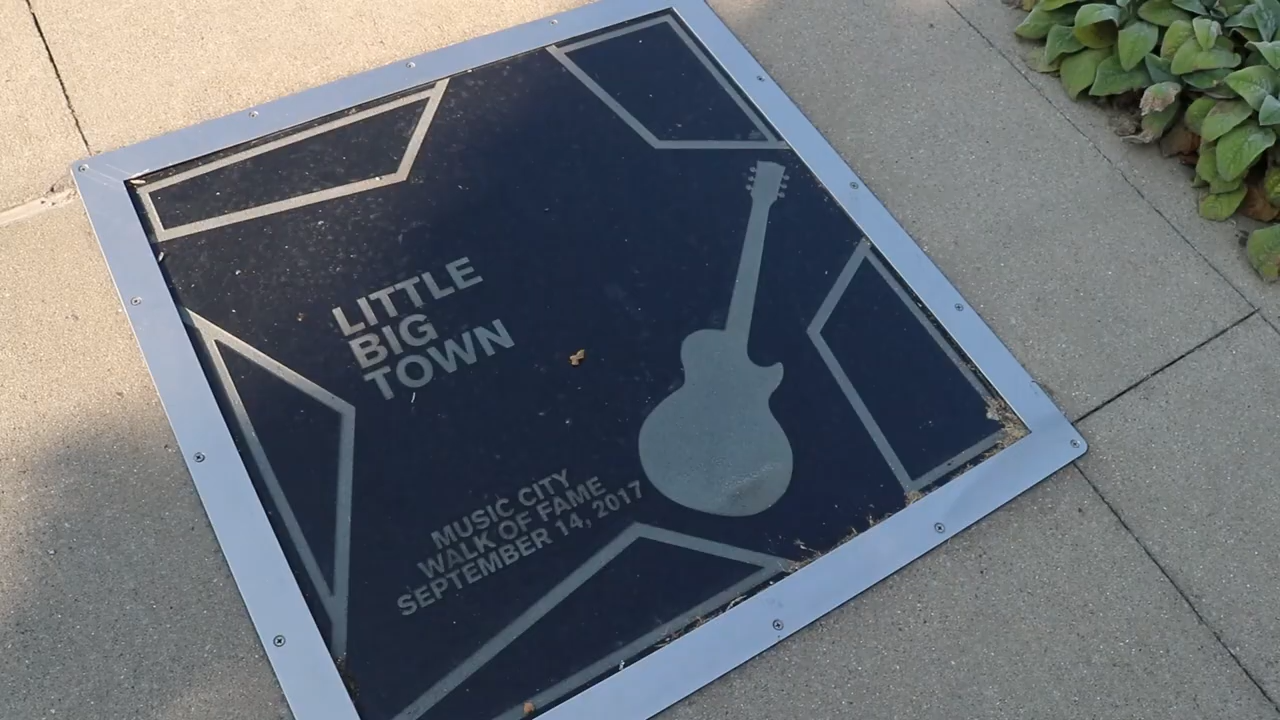 LITTLE
BIG
TOWN
MUSIC CITY
WALK OF FAME
SEPTEMBER 14, 2017